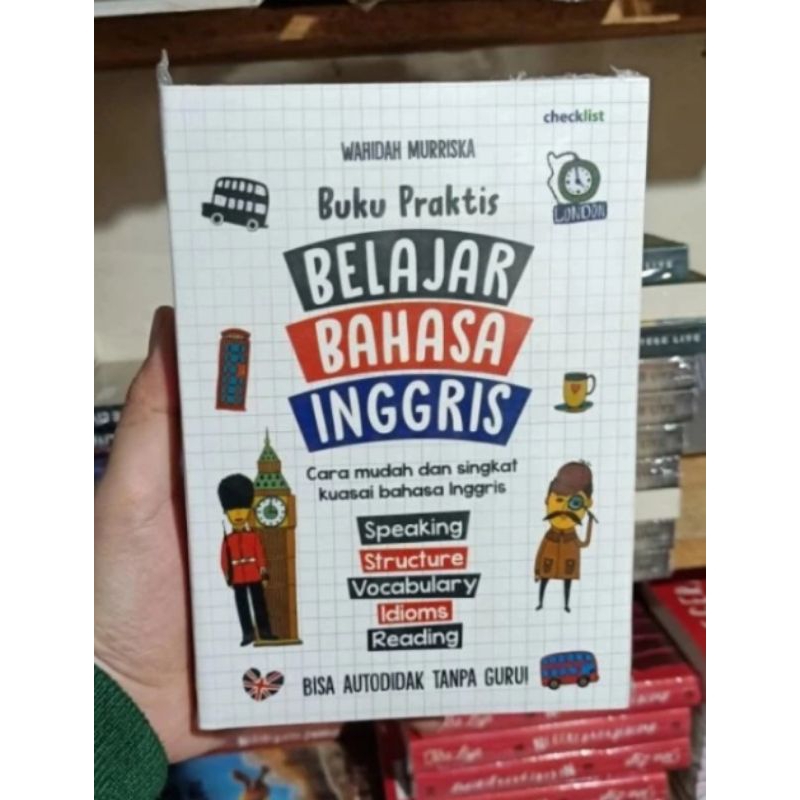 checklist
WAHIDAH MURRISKA
Buku Praktis
LONDON
BELAJAR
BAHASA
INGGRIS
Cara mudah dan singkat
kuasai bahasa Inggris
Speaking
Structure
Vocabulary
Idioms
Reading
BISA AUTODIDAK TANPA GURU!